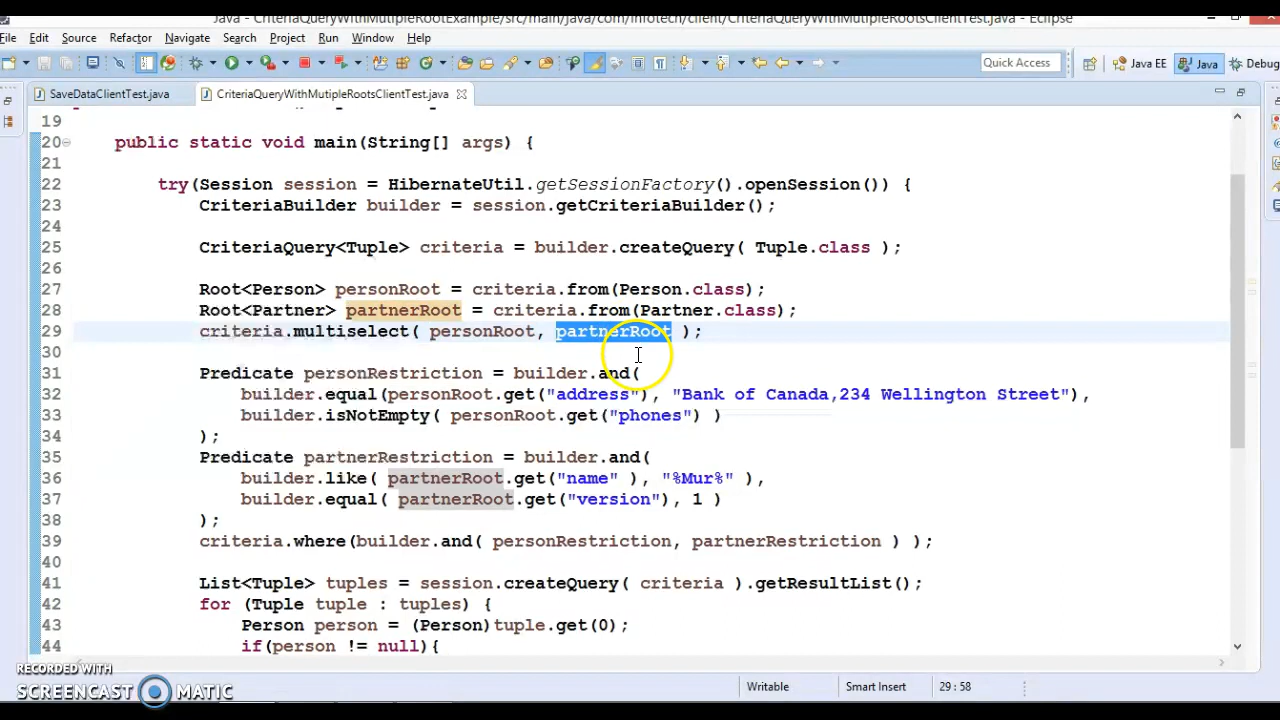 Java - CriteriaQueryWithMutipleRootExample/src/main/java/com/infotech/client/CriteriaQueryWithMutipleRootsClientTest.java - Eclipse
File Edit Source Refactor Navigate Search Project Run Window Help
Quick Access Java EE Java Debug
SaveDataClientTest.java CriteriaQueryWithMutipleRootsClientTest.java
19
20 public static void main(String[] args) {
21
22 try(Session session = HibernateUtil.getSessionFactory().openSession()) {
23 CriteriaBuilder builder = session.getCriteriaBuilder();
24
25 CriteriaQuery<Tuple> criteria = builder.createQuery( Tuple.class );
26
27 Root<Person> personRoot = criteria.from(Person.class);
28 Root<Partner> partnerRoot = criteria.from(Partner.class);
29 criteria.multiselect( personRoot, partnerRoot );
30
31 Predicate personRestriction = builder.and(
32 builder.equal(personRoot.get("address"), "Bank of Canada,234 Wellington Street"),
33 builder.isNotEmpty( personRoot.get("phones") )
34 );
35 Predicate partnerRestriction = builder.and(
36 builder.like( partnerRoot.get("name" ), "%Mur%" ),
37 builder.equal( partnerRoot.get("version"), 1 )
38 );
39 criteria.where(builder.and( personRestriction, partnerRestriction ) );
40
41 List<Tuple> tuples = session.createQuery( criteria ).getResultList();
42 for (Tuple tuple : tuples) {
43 Person person = (Person)tuple.get(0);
44 if(person != null){
RECORDED WITH
SCREENCAST MATIC
Writable Smart Insert 29 : 58